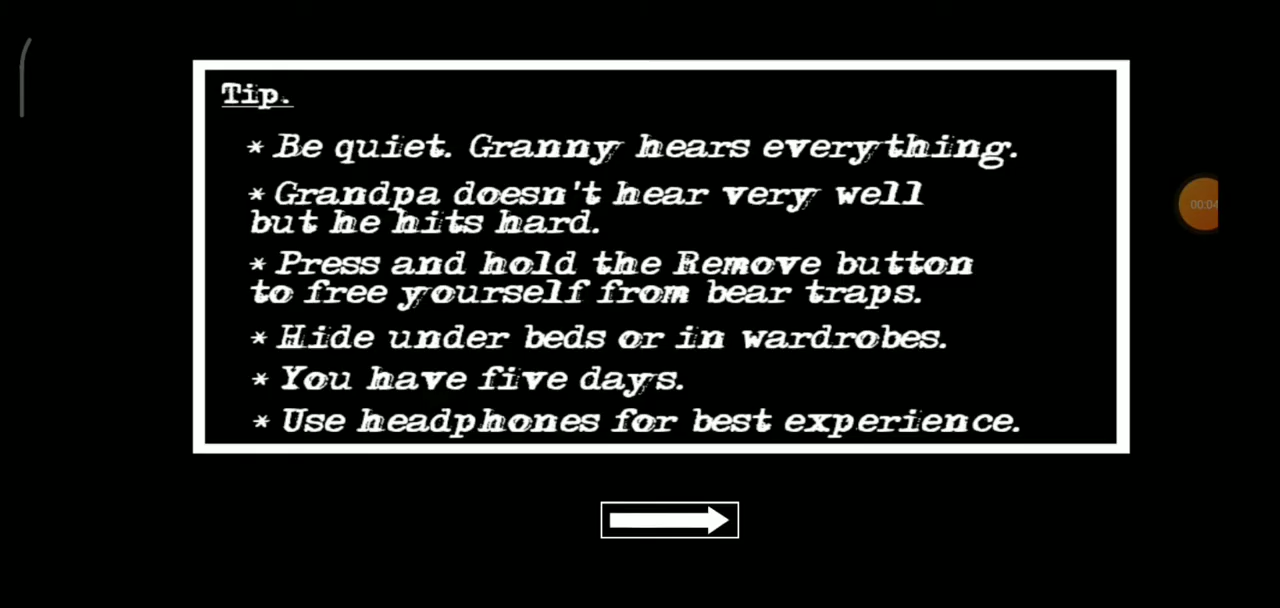 Tip.
* Be quiet. Granny hears everything.
* Grandpa doesn't hear very well
but he hits hard.
* Press and hold the Remove button
to free yourself from bear traps.
* Hide under beds or in wardrobes.
* You have five days.
* Use headphones for best experience.
00:04